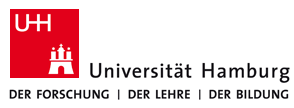 UHH
Universität Hamburg
DER FORSCHUNG | DER LEHRE | DER BILDUNG